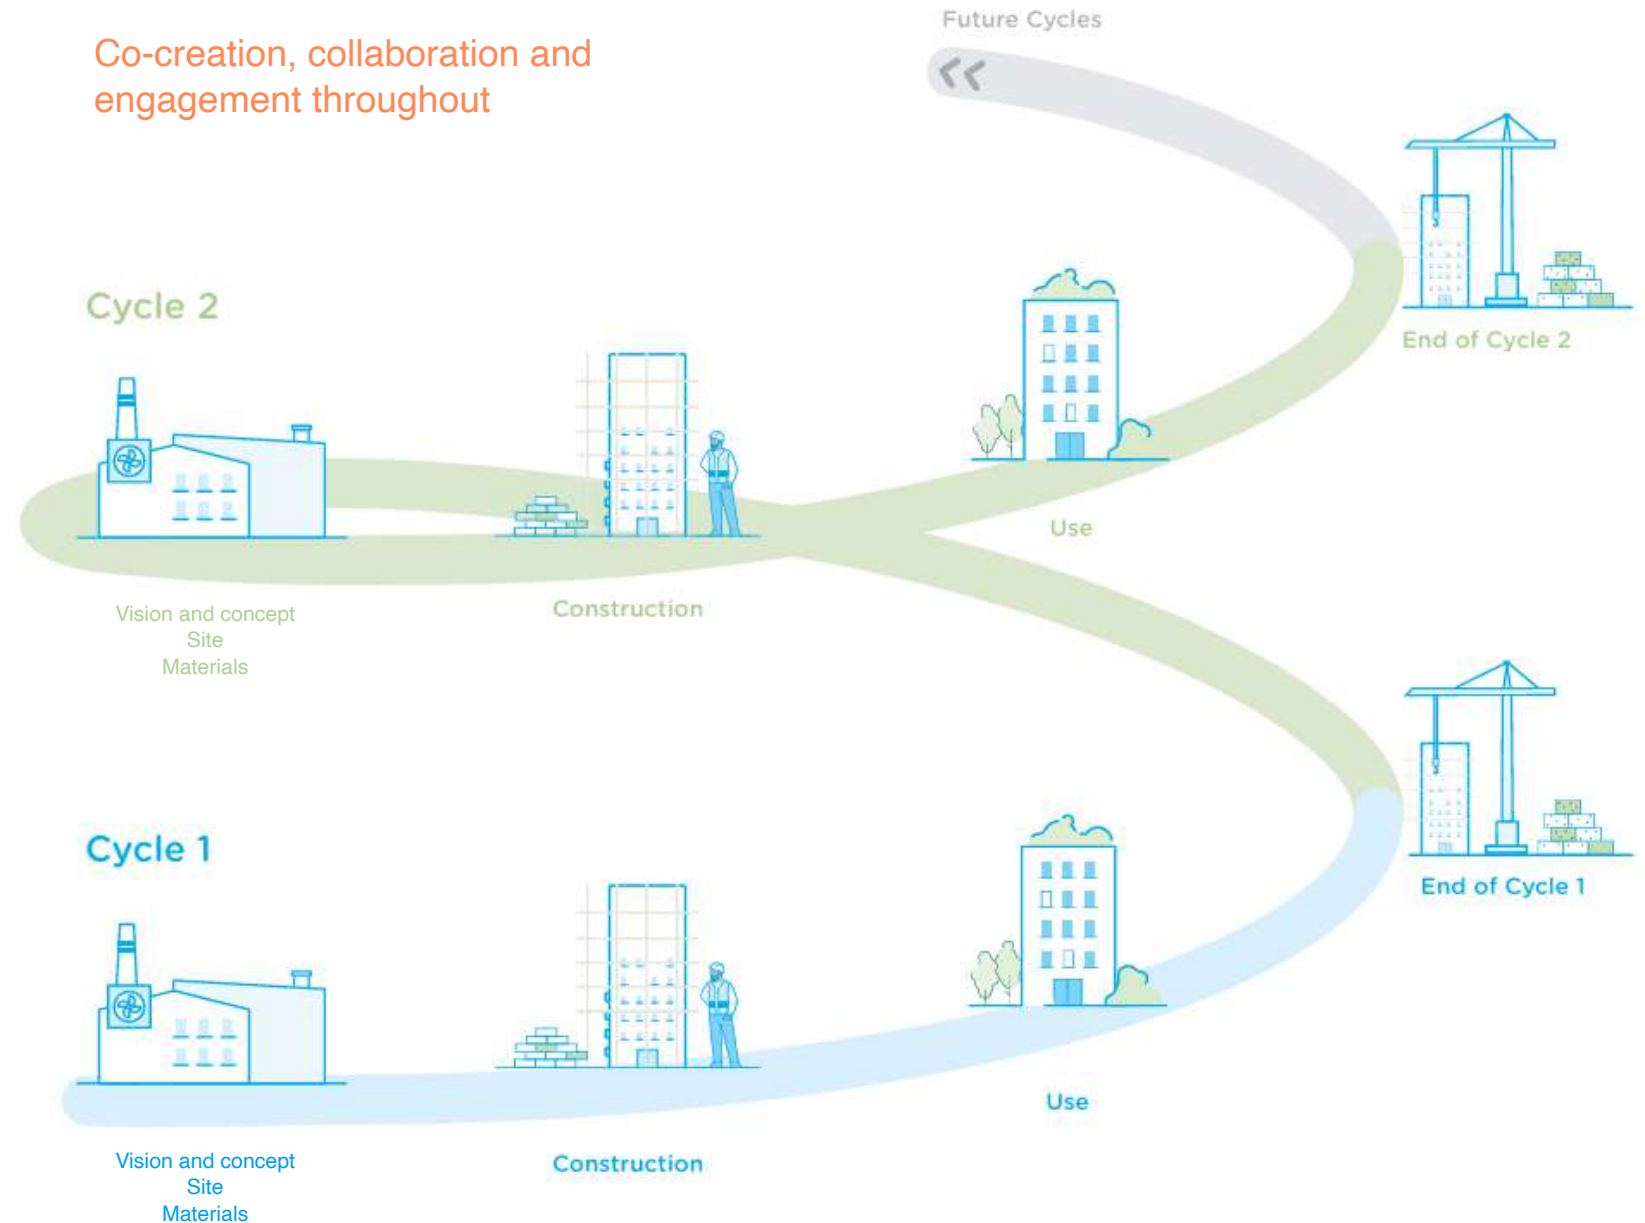 Future Cycles
Co-creation, collaboration and
engagement throughout
Cycle 2
End of Cycle 2
Use
Vision and concept
Site
Materials
Construction
Cycle 1
End of Cycle 1
Use
Vision and concept
Site
Materials
Construction